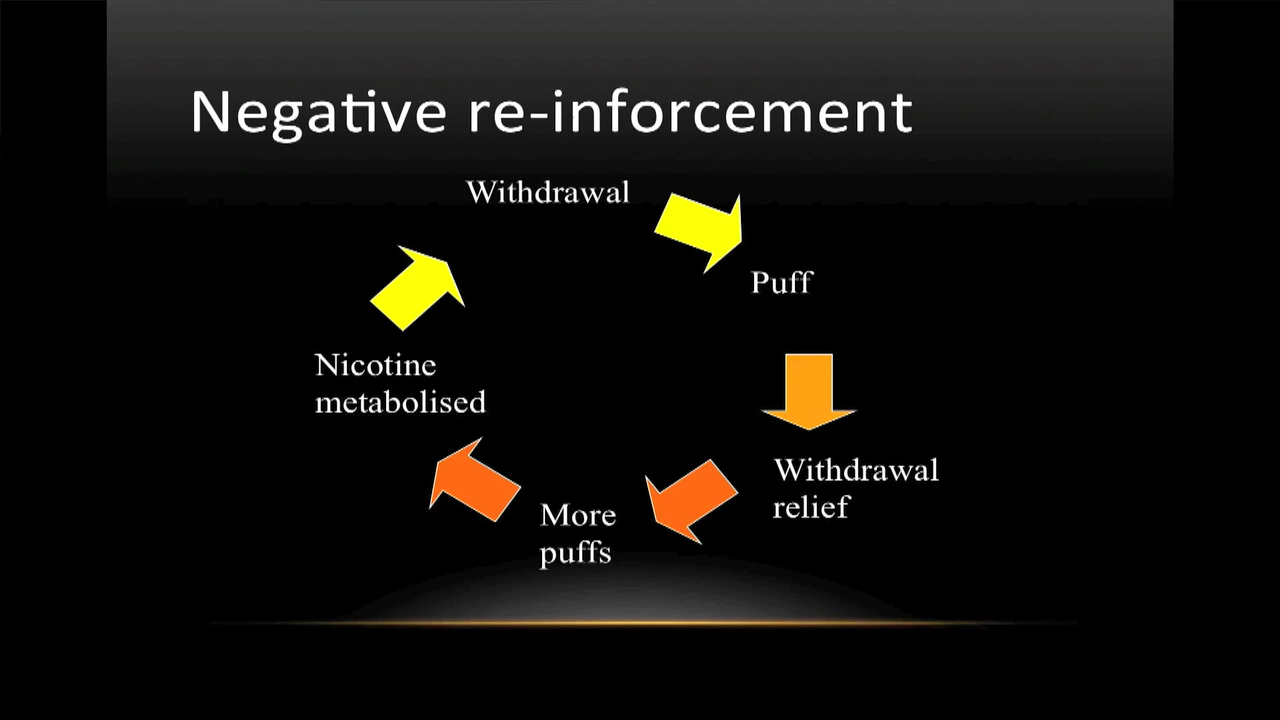 Negative re-inforcement
Withdrawal
Puff
Withdrawal
relief
More
puffs
Nicotine
metabolised